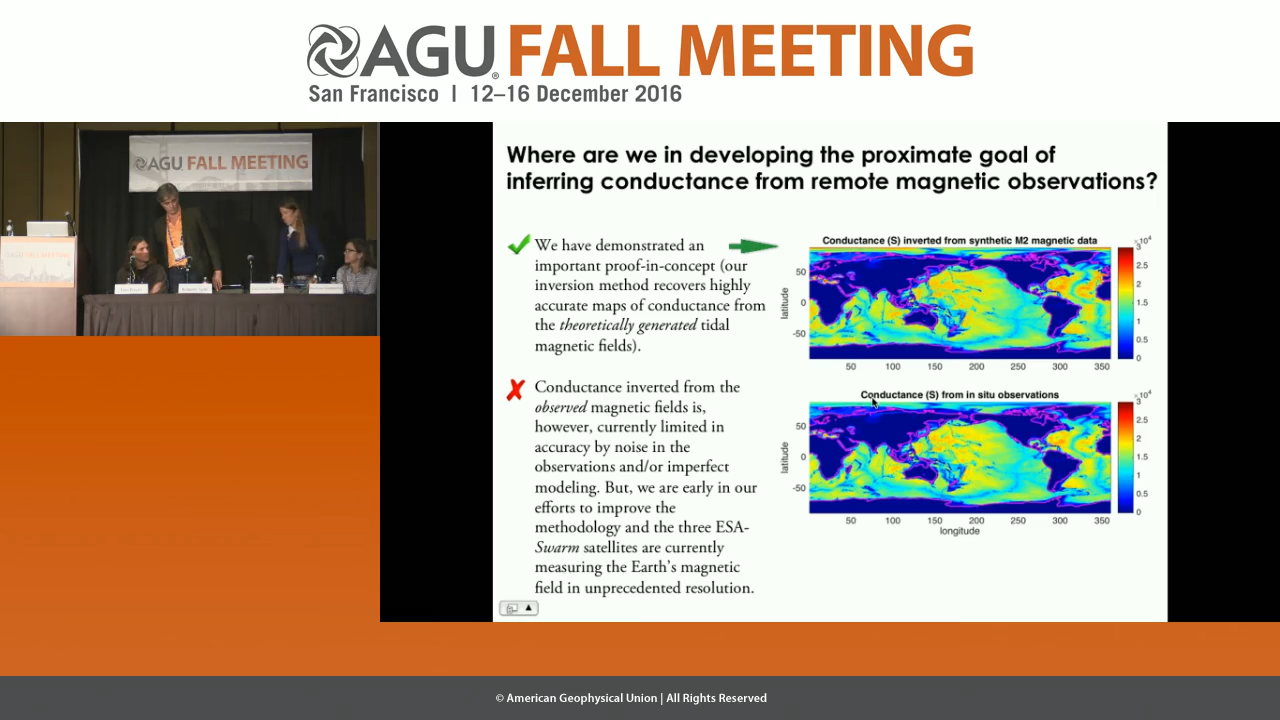 AGU FALL MEETING
San Francisco | 12–16 December 2016
AGU FALL MEETING
Where are we in developing the proximate goal of
inferring conductance from remote magnetic observations?
We have demonstrated an
important proof-in-concept (our
inversion method recovers highly
accurate maps of conductance from
the theoretically generated tidal
magnetic fields).
Conductance inverted from the
observed magnetic fields is,
however, currently limited in
accuracy by noise in the
observations and/or imperfect
modeling. But, we are early in our
efforts to improve the
methodology and the three ESA-
Swarm satellites are currently
measuring the Earth's magnetic
field in unprecedented resolution.
Conductance (S) inverted from synthetic M2 magnetic data
×10⁴
3
2.5
2
1.5
1
0.5
0
latitude
50
0
-50
50 100 150 200 250 300 350
Conductance (S) from in situ observations
×10⁴
3
2.5
2
1.5
1
0.5
0
latitude
50
0
-50
50 100 150 200 250 300 350
longitude
© American Geophysical Union | All Rights Reserved